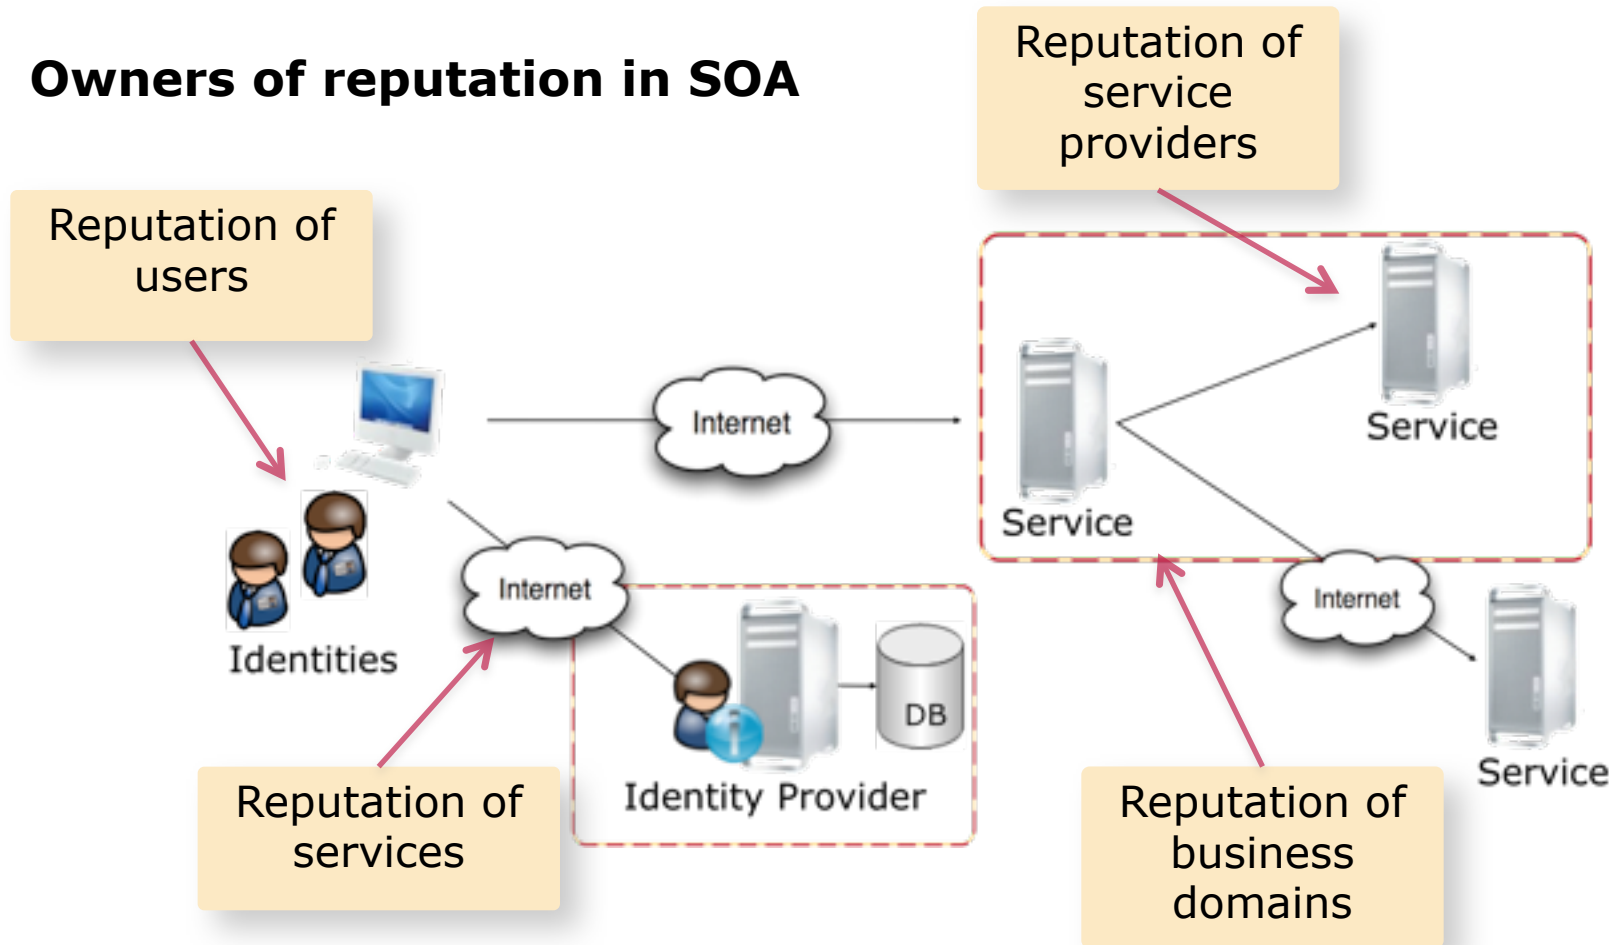 Owners of reputation in SOA
Reputation of
service
providers
Reputation of
users
Internet
Service
Service
Internet
Internet
Identities
DB
Identity Provider
Service
Reputation of
services
Reputation of
business
domains